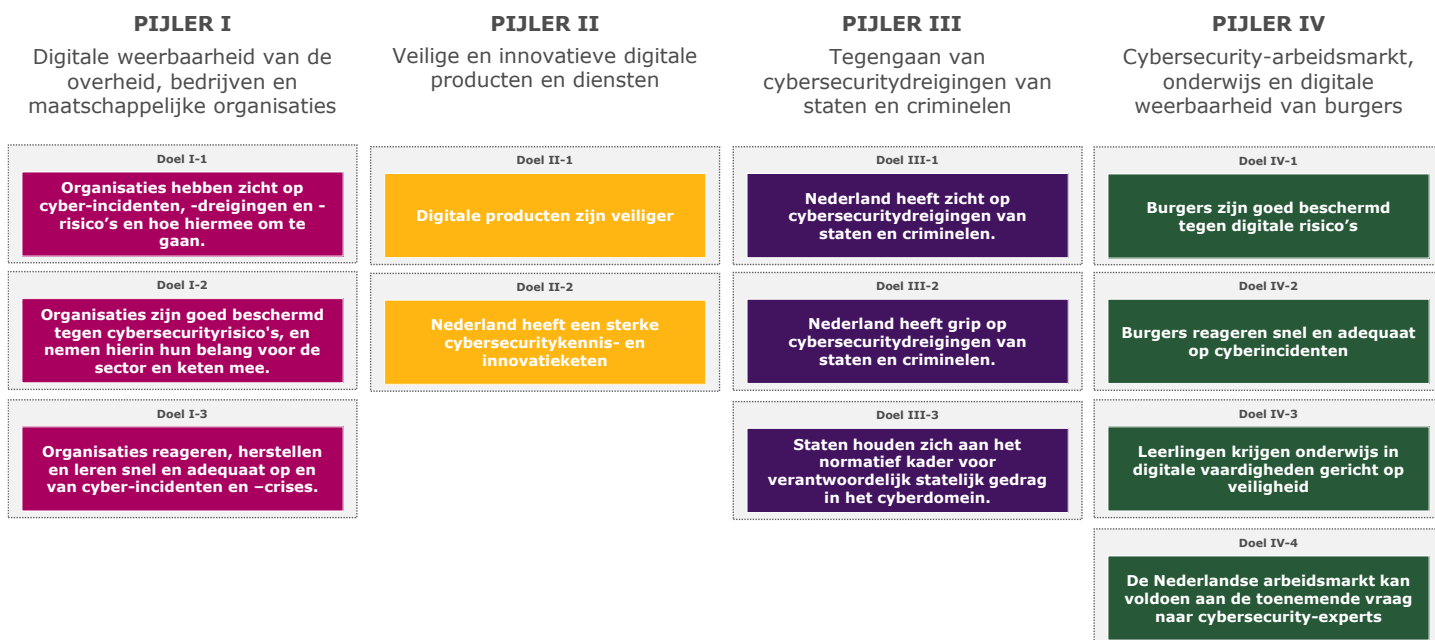 PIJLER I
Digitale weerbaarheid van de
overheid, bedrijven en
maatschappelijke organisaties
Doel I-1
Organisaties hebben zicht op
cyber-incidenten, -dreigingen en -
risico’s en hoe hiermee om te
gaan.
Doel I-2
Organisaties zijn goed beschermd
tegen cybersecurityrisico's, en
nemen hierin hun belang voor de
sector en keten mee.
Doel I-3
Organisaties reageren, herstellen
en leren snel en adequaat op en
van cyber-incidenten en –crises.
PIJLER II
Veilige en innovatieve digitale
producten en diensten
Doel II-1
Digitale producten zijn veiliger
Doel II-2
Nederland heeft een sterke
cybersecuritykennis- en
innovatieketen
PIJLER III
Tegengaan van
cybersecuritydreigingen van
staten en criminelen
Doel III-1
Nederland heeft zicht op
cybersecuritydreigingen van
staten en criminelen.
Doel III-2
Nederland heeft grip op
cybersecuritydreigingen van
staten en criminelen.
Doel III-3
Staten houden zich aan het
normatief kader voor
verantwoordelijk statelijk gedrag
in het cyberdomein.
PIJLER IV
Cybersecurity-arbeidsmarkt,
onderwijs en digitale
weerbaarheid van burgers
Doel IV-1
Burgers zijn goed beschermd
tegen digitale risico’s
Doel IV-2
Burgers reageren snel en adequaat
op cyberincidenten
Doel IV-3
Leerlingen krijgen onderwijs in
digitale vaardigheden gericht op
veiligheid
Doel IV-4
De Nederlandse arbeidsmarkt kan
voldoen aan de toenemende vraag
naar cybersecurity-experts